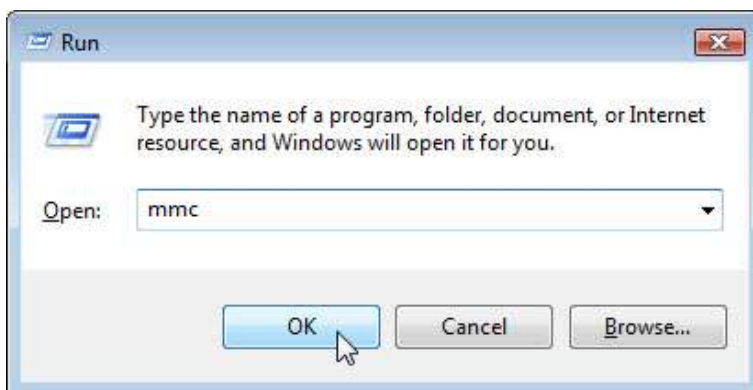 Run
Type the name of a program, folder, document, or Internet
resource, and Windows will open it for you.
Open: mmc
OK Cancel Browse...